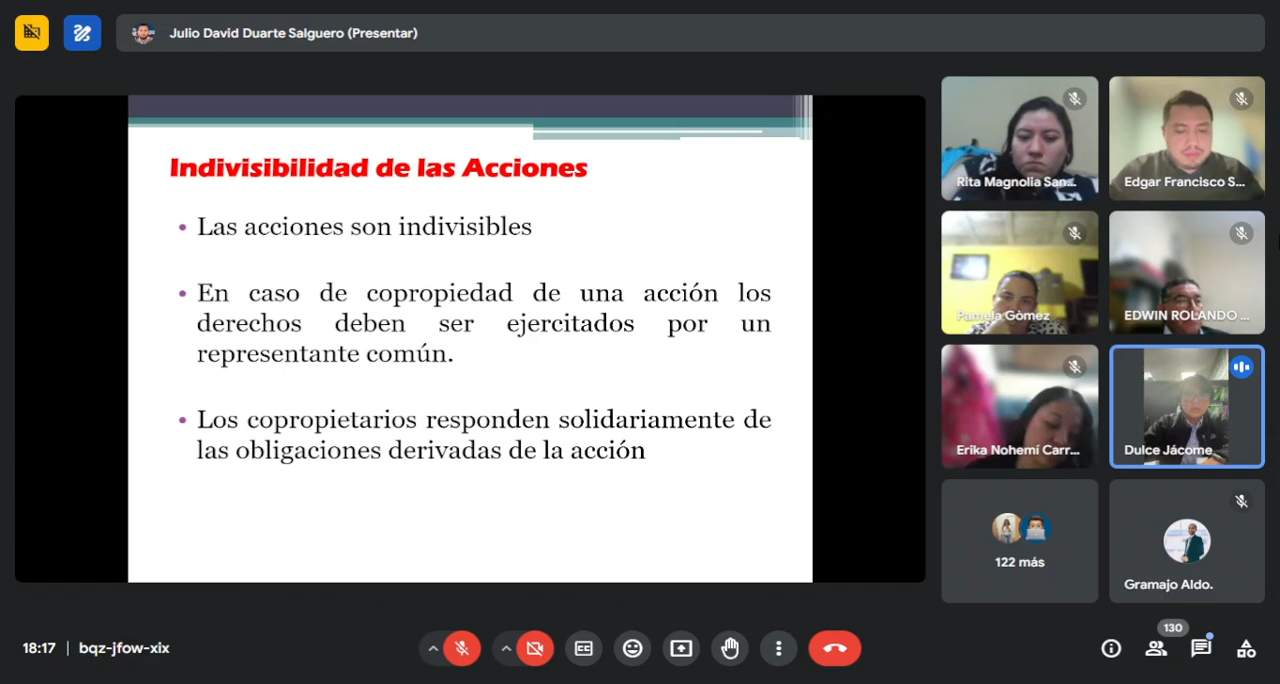 Julio David Duarte Salguero (Presentar)
Indivisibilidad de las Acciones
• Las acciones son indivisibles
• En caso de copropiedad de una acción los
derechos deben ser ejercitados por un
representante común.
• Los copropietarios responden solidariamente de
las obligaciones derivadas de la acción
Rita Magnolia San...
Edgar Francisco S...
Pamela Gòmez
EDWIN ROLANDO ...
Erika Nohemí Carr...
Dulce Jácome
122 más
Gramajo Aldo.
18:17 | bqz-jfow-xix
130